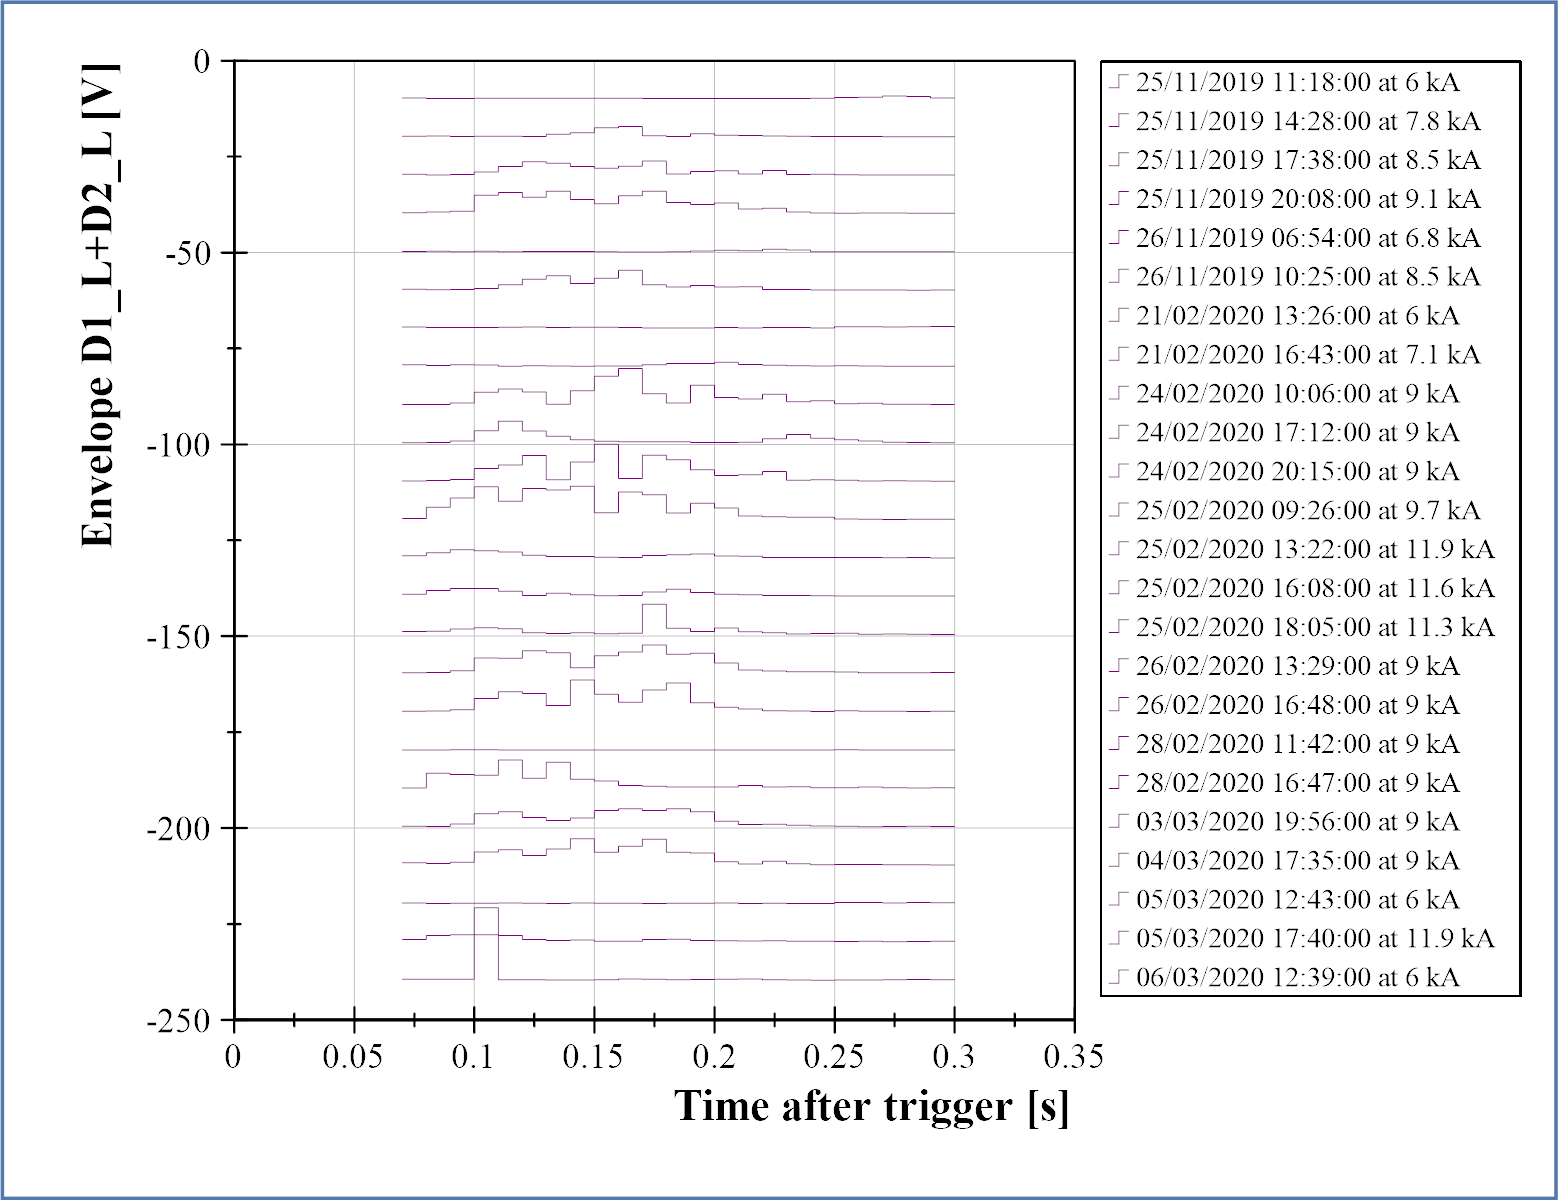 Envelope D1_L+D2_L [V]
0
-50
-100
-150
-200
-250
0
0.05
0.1
0.15
0.2
0.25
0.3
0.35
Time after trigger [s]
25/11/2019 11:18:00 at 6 kA
25/11/2019 14:28:00 at 7.8 kA
25/11/2019 17:38:00 at 8.5 kA
25/11/2019 20:08:00 at 9.1 kA
26/11/2019 06:54:00 at 6.8 kA
26/11/2019 10:25:00 at 8.5 kA
21/02/2020 13:26:00 at 6 kA
21/02/2020 16:43:00 at 7.1 kA
24/02/2020 10:06:00 at 9 kA
24/02/2020 17:12:00 at 9 kA
24/02/2020 20:15:00 at 9 kA
25/02/2020 09:26:00 at 9.7 kA
25/02/2020 13:22:00 at 11.9 kA
25/02/2020 16:08:00 at 11.6 kA
25/02/2020 18:05:00 at 11.3 kA
26/02/2020 13:29:00 at 9 kA
26/02/2020 16:48:00 at 9 kA
28/02/2020 11:42:00 at 9 kA
28/02/2020 16:47:00 at 9 kA
03/03/2020 19:56:00 at 9 kA
04/03/2020 17:35:00 at 9 kA
05/03/2020 12:43:00 at 6 kA
05/03/2020 17:40:00 at 11.9 kA
06/03/2020 12:39:00 at 6 kA